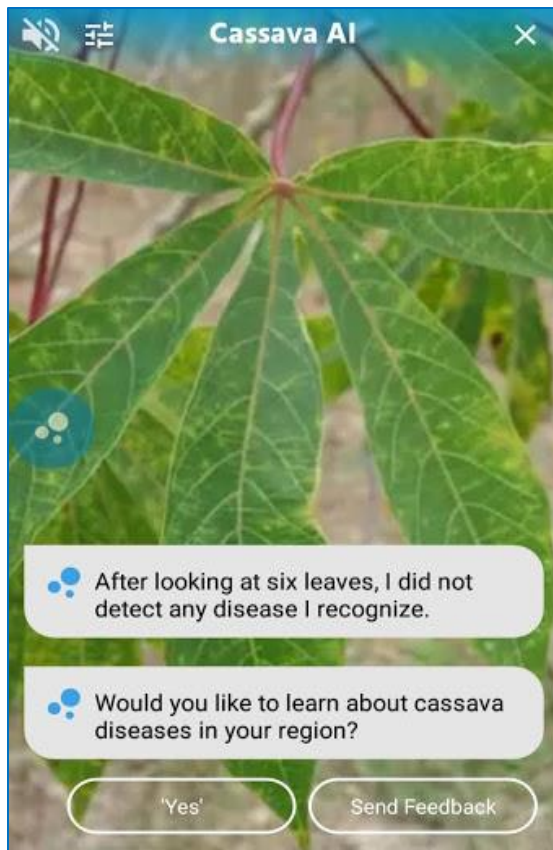 Cassava AI
After looking at six leaves, I did not
detect any disease I recognize.
Would you like to learn about cassava
diseases in your region?
'Yes'
Send Feedback